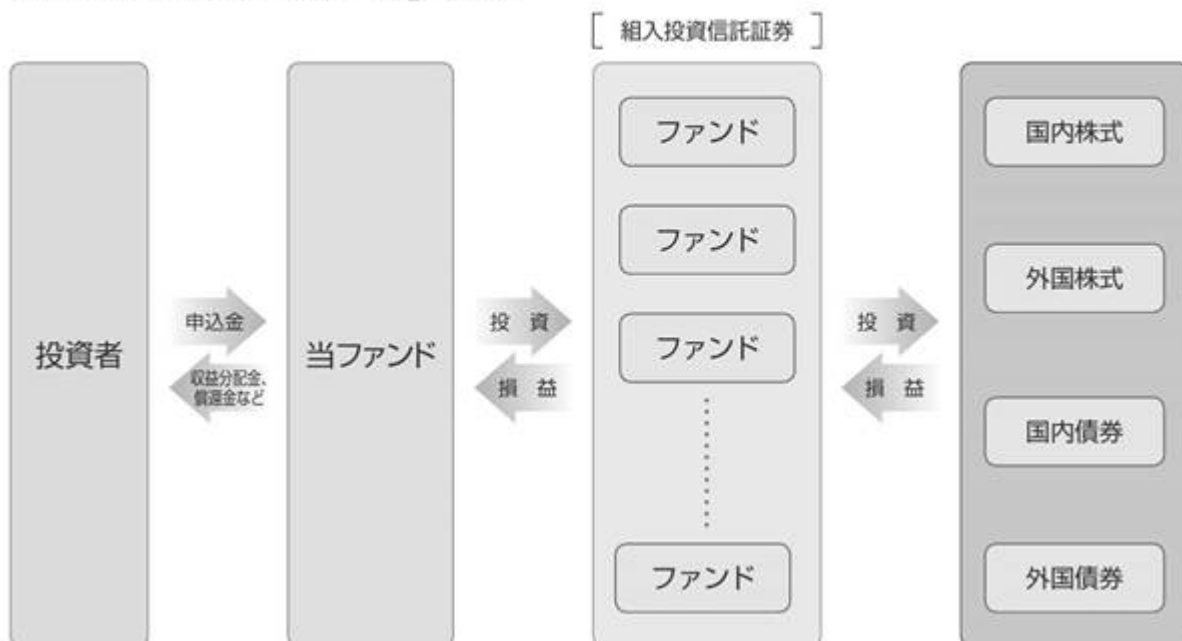 [ 組入投資信託証券 ]
投資者
申込金
収益分配金、
償還金など
当ファンド
投 資
損 益
ファンド
ファンド
ファンド
ファンド
投 資
損 益
国内株式
外国株式
国内債券
外国債券